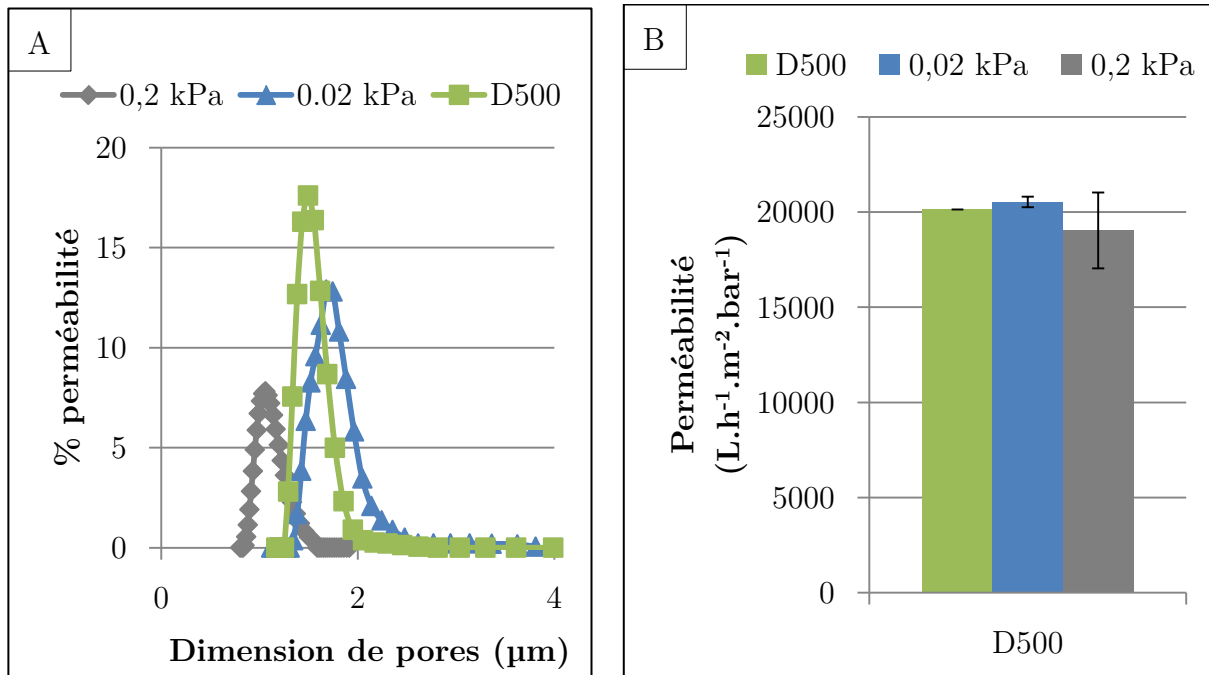 A
0,2 kPa 0.02 kPa D500
20
15
10
5
0
% perméabilité
0 2 4
Dimension de pores (µm)
B
D500 0,02 kPa 0,2 kPa
25000
20000
15000
10000
5000
0
Perméabilité
(L.h⁻¹.m⁻².bar⁻¹)
D500